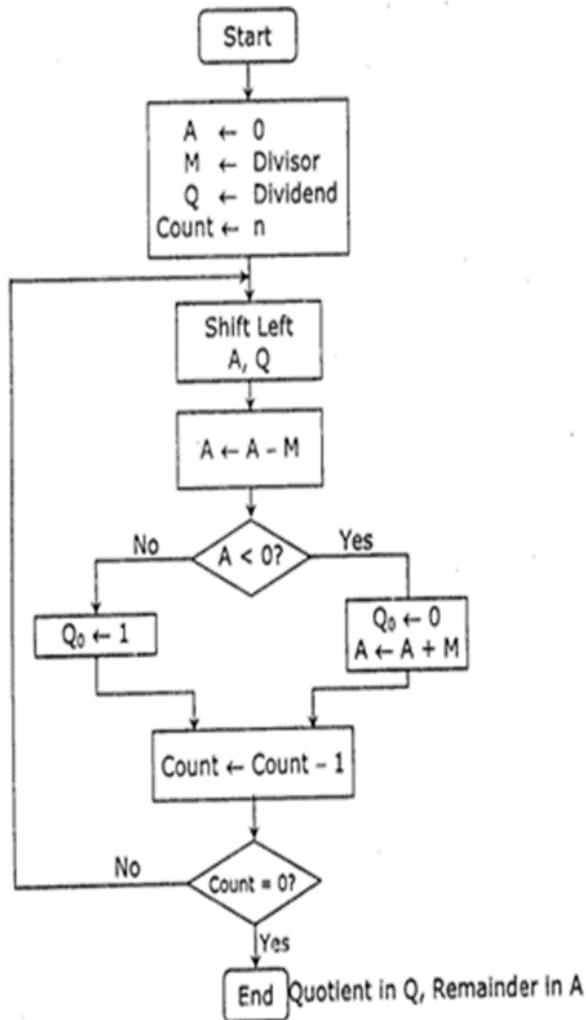 Start
A ← 0
M ← Divisor
Q ← Dividend
Count ← n
Shift Left
A, Q
A ← A – M
A < 0?
No
Yes
Q₀ ← 1
Q₀ ← 0
A ← A + M
Count ← Count – 1
Count = 0?
No
Yes
End
Quotient in Q, Remainder in A